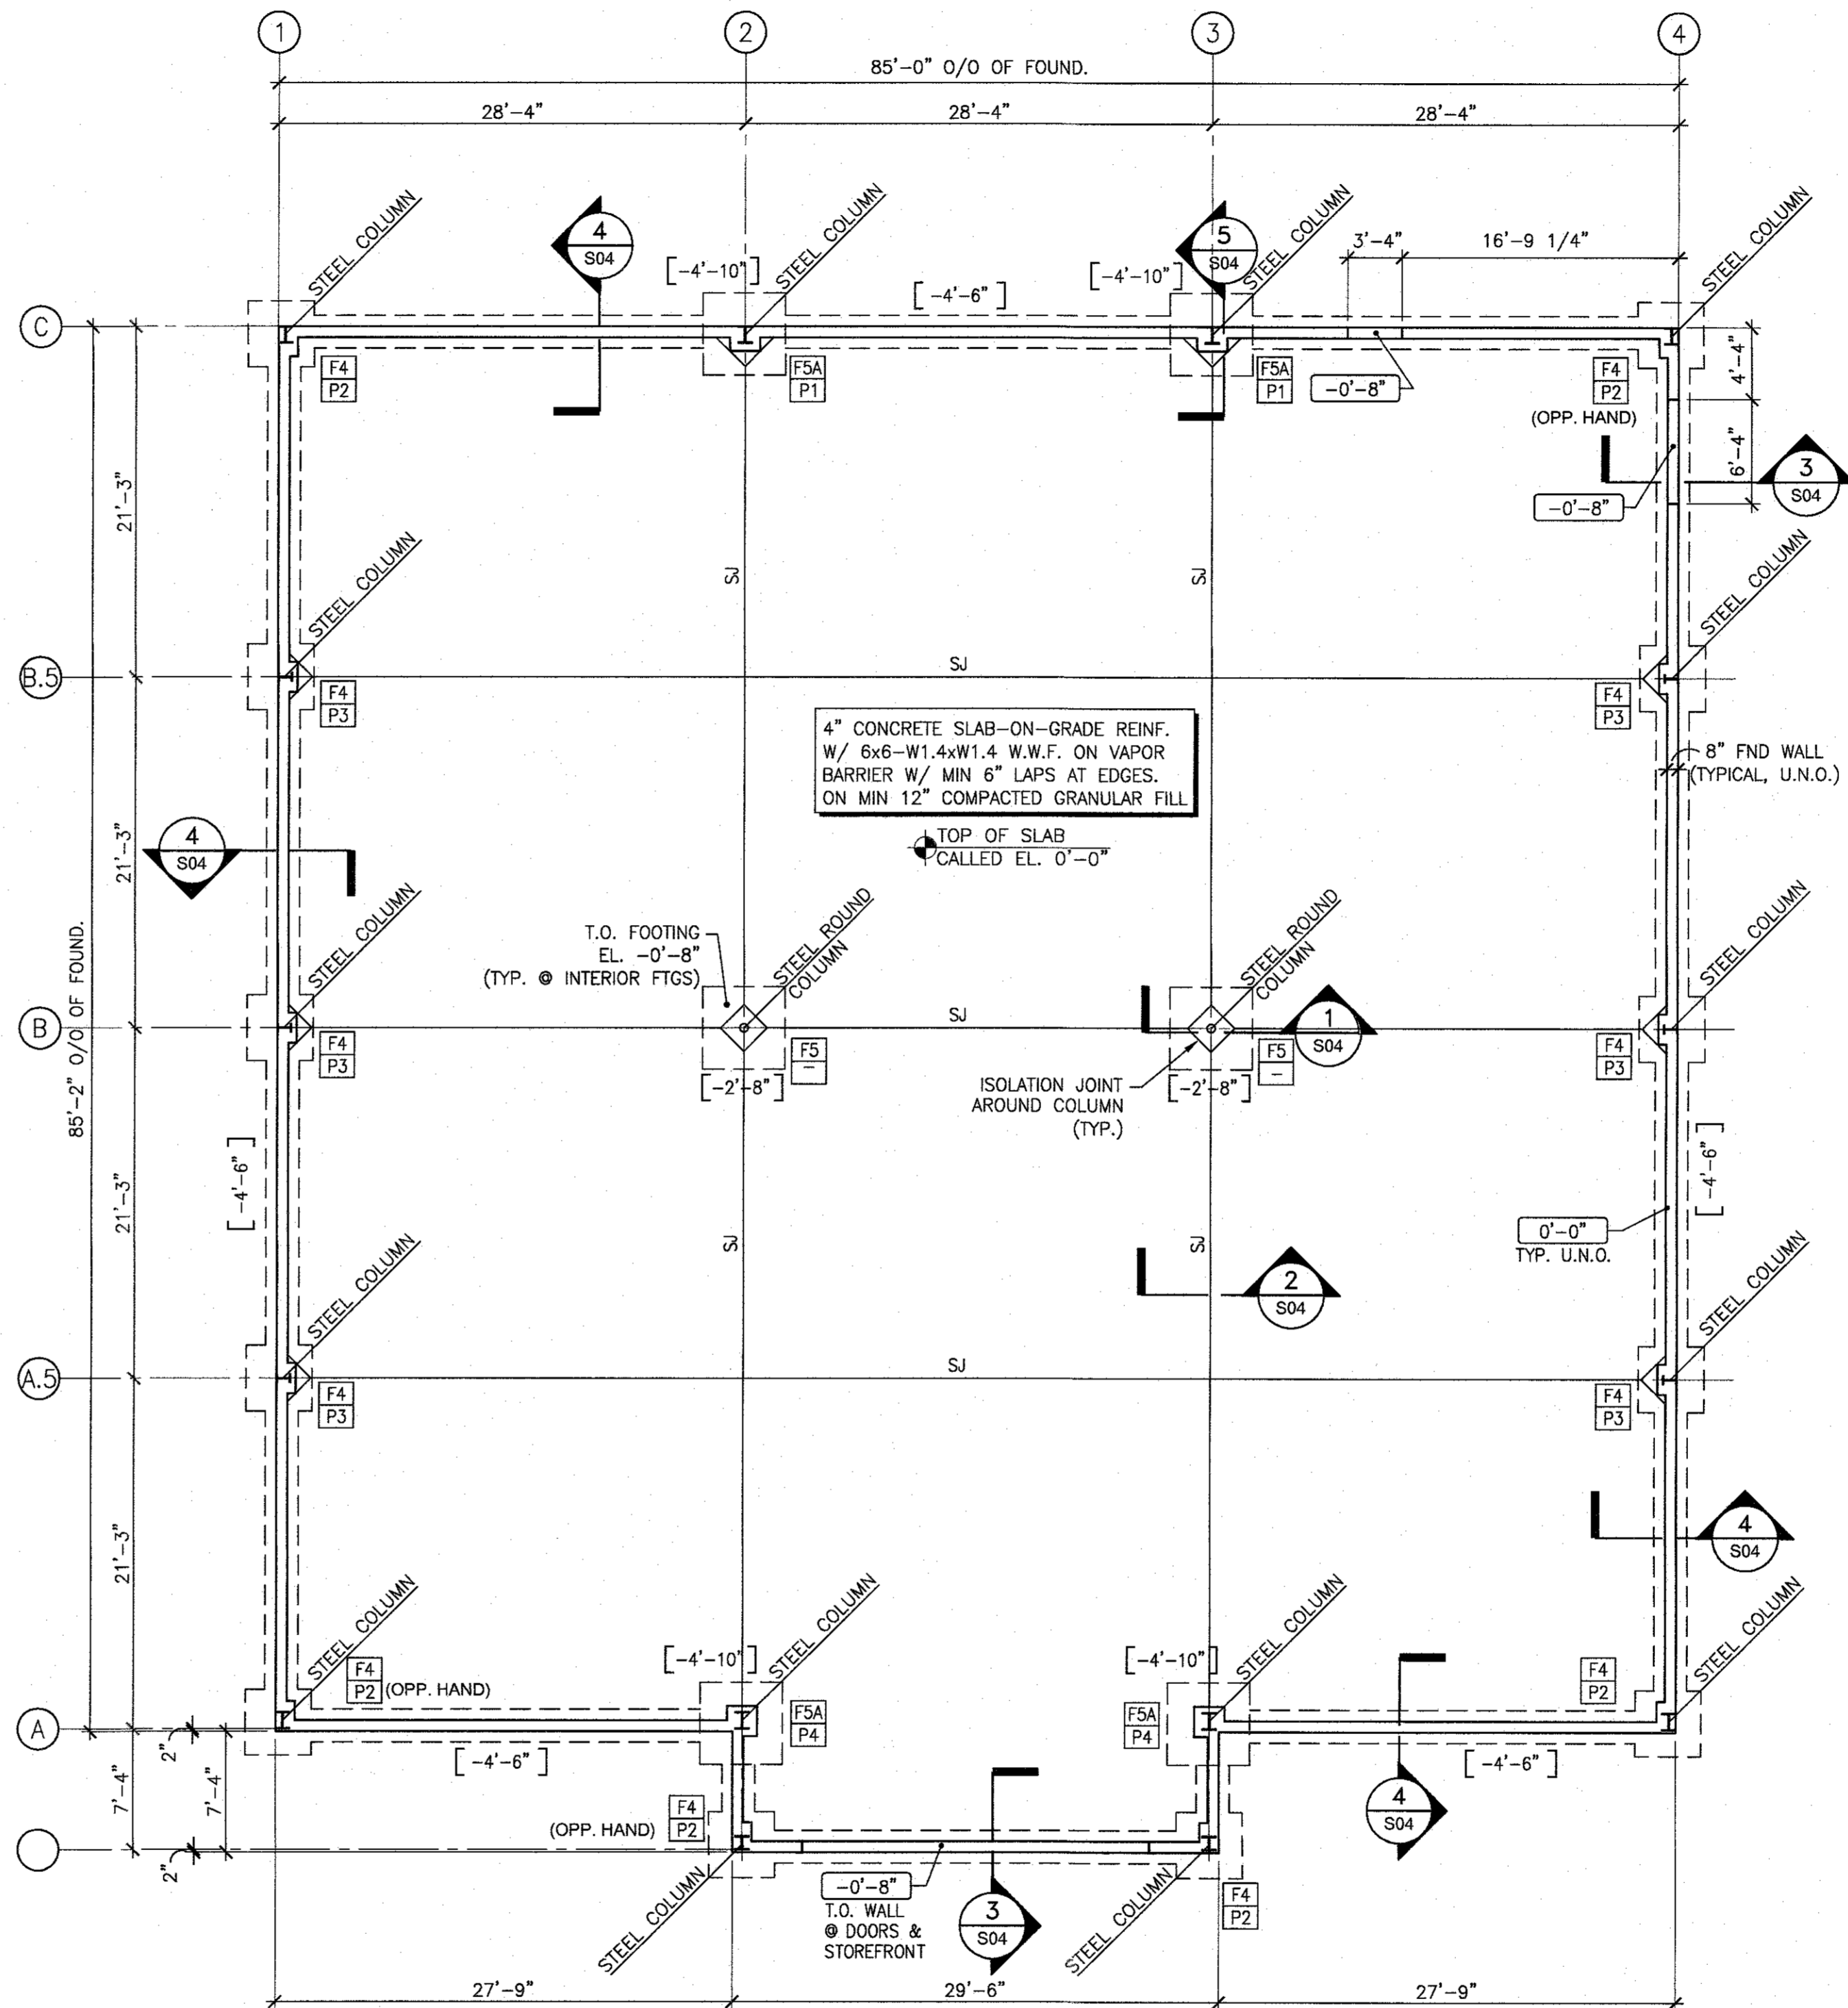 1
2
3
4
85'-0" O/O OF FOUND.
28'-4"
28'-4"
28'-4"
STEEL COLUMN
4
S04
[-4'-10"]
STEEL COLUMN
[-4'-6"]
[-4'-10"]
5
S04
STEEL COLUMN
3'-4"
16'-9 1/4"
STEEL COLUMN
C
F4
P2
F5A
P1
F5A
P1
-0'-8"
F4
P2
(OPP. HAND)
4'-4"
6'-4"
3
S04
-0'-8"
21'-3"
STEEL COLUMN
SJ
SJ
STEEL COLUMN
B.5
SJ
F4
P3
F4
P3
4" CONCRETE SLAB-ON-GRADE REINF.
W/ 6x6-W1.4xW1.4 W.W.F. ON VAPOR
BARRIER W/ MIN 6" LAPS AT EDGES.
ON MIN 12" COMPACTED GRANULAR FILL
8" FND WALL
(TYPICAL, U.N.O.)
TOP OF SLAB
CALLED EL. 0'-0"
4
S04
21'-3"
85'-2" O/O OF FOUND.
STEEL COLUMN
T.O. FOOTING
EL. -0'-8"
(TYP. @ INTERIOR FTGS)
STEEL ROUND
COLUMN
STEEL ROUND
COLUMN
STEEL COLUMN
B
SJ
1
S04
F4
P3
F5
-
[-2'-8"]
F5
-
[-2'-8"]
F4
P3
ISOLATION JOINT
AROUND COLUMN
(TYP.)
[-4'-6"]
21'-3"
[-4'-6"]
0'-0"
TYP. U.N.O.
SJ
SJ
2
S04
STEEL COLUMN
STEEL COLUMN
A.5
SJ
F4
P3
F4
P3
21'-3"
4
S04
STEEL COLUMN
STEEL COLUMN
STEEL COLUMN
STEEL COLUMN
[-4'-10"]
[-4'-10"]
F4
P2
(OPP. HAND)
F5A
P4
F5A
P4
F4
P2
A
2"
[-4'-6"]
[-4'-6"]
7'-4"
7'-4"
4
S04
(OPP. HAND)
F4
P2
2"
STEEL COLUMN
-0'-8"
T.O. WALL
@ DOORS &
STOREFRONT
3
S04
STEEL COLUMN
F4
P2
27'-9"
29'-6"
27'-9"